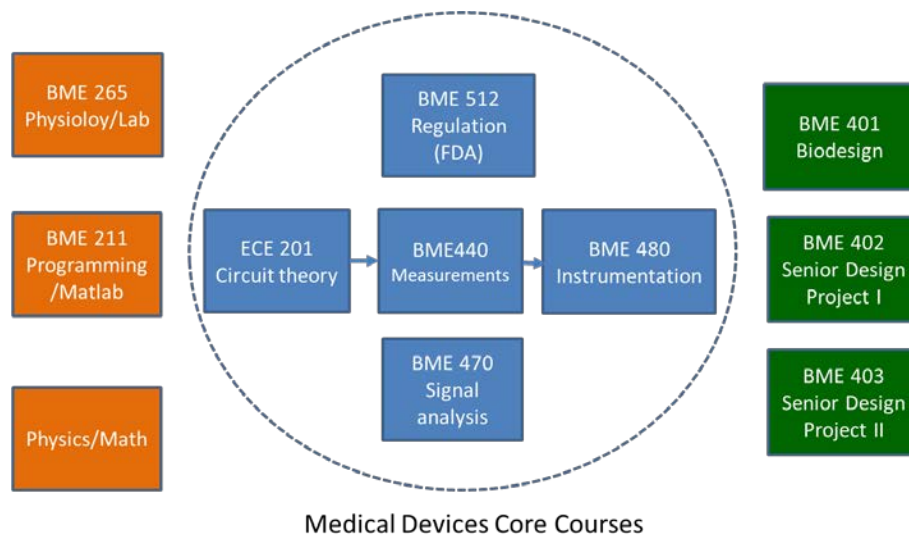 BME 265
Physioloy/Lab
BME 211
Programming
/Matlab
Physics/Math
BME 512
Regulation
(FDA)
ECE 201
Circuit theory
BME440
Measurements
BME 480
Instrumentation
BME 470
Signal
analysis
BME 401
Biodesign
BME 402
Senior Design
Project I
BME 403
Senior Design
Project II
Medical Devices Core Courses